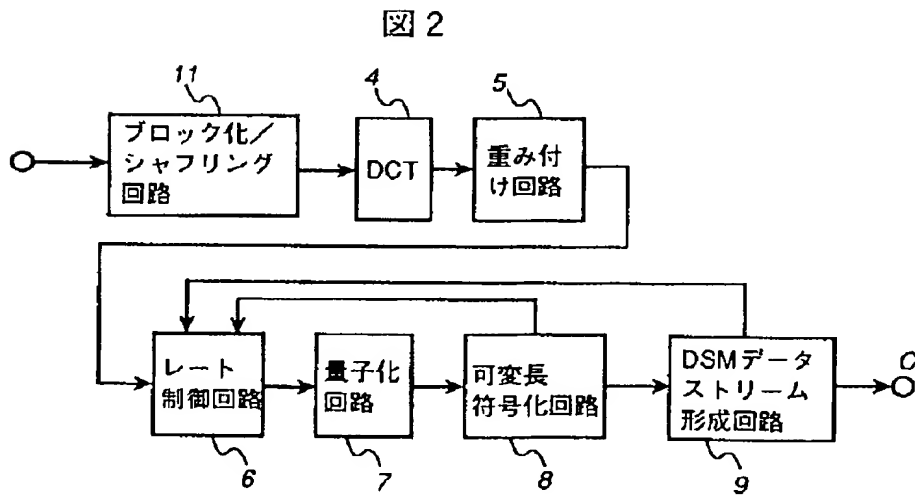 図2
11
4
5
ブロック化/
シャフリング
回路
DCT
重み付
け回路
レート
制御回路
量子化
回路
可変長
符号化回路
DSMデータ
ストリーム
形成回路
C
6
7
8
9